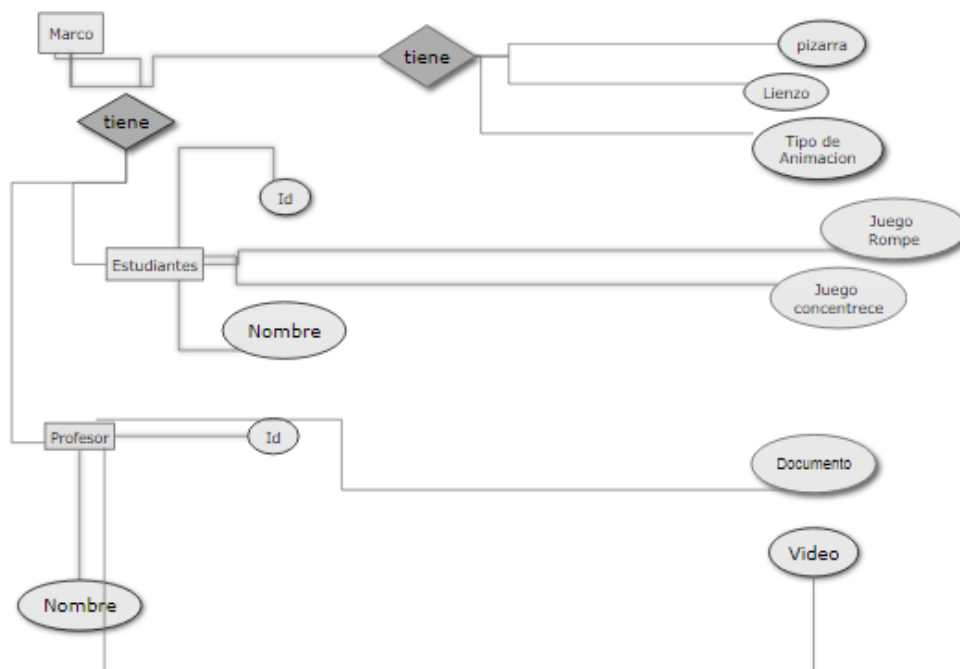 Marco
tiene
pizarra
Lienzo
tiene
Tipo de
Animacion
Id
Juego
Rompe
Estudiantes
Juego
concentrece
Nombre
Profesor
Id
Documento
Video
Nombre